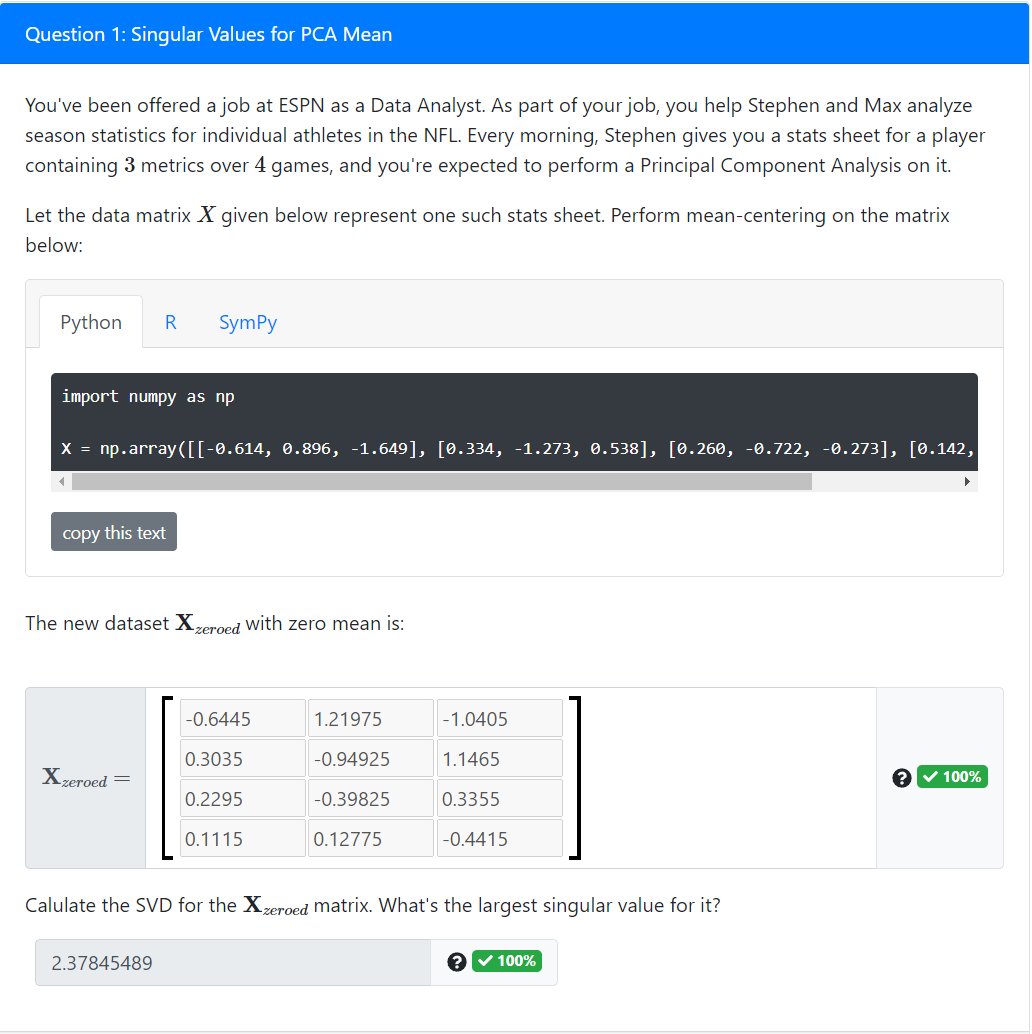 Question 1: Singular Values for PCA Mean
You've been offered a job at ESPN as a Data Analyst. As part of your job, you help Stephen and Max analyze
season statistics for individual athletes in the NFL. Every morning, Stephen gives you a stats sheet for a player
containing 3 metrics over 4 games, and you're expected to perform a Principal Component Analysis on it.
Let the data matrix X given below represent one such stats sheet. Perform mean-centering on the matrix
below:
Python R SymPy
import numpy as np
X = np.array([[-0.614, 0.896, -1.649], [0.334, -1.273, 0.538], [0.260, -0.722, -0.273], [0.142,
copy this text
The new dataset X_zeroed with zero mean is:
-0.6445 1.21975 -1.0405
0.3035 -0.94925 1.1465
X_zeroed = ? ✓ 100%
0.2295 -0.39825 0.3355
0.1115 0.12775 -0.4415
Calulate the SVD for the X_zeroed matrix. What's the largest singular value for it?
2.37845489 ? ✓ 100%